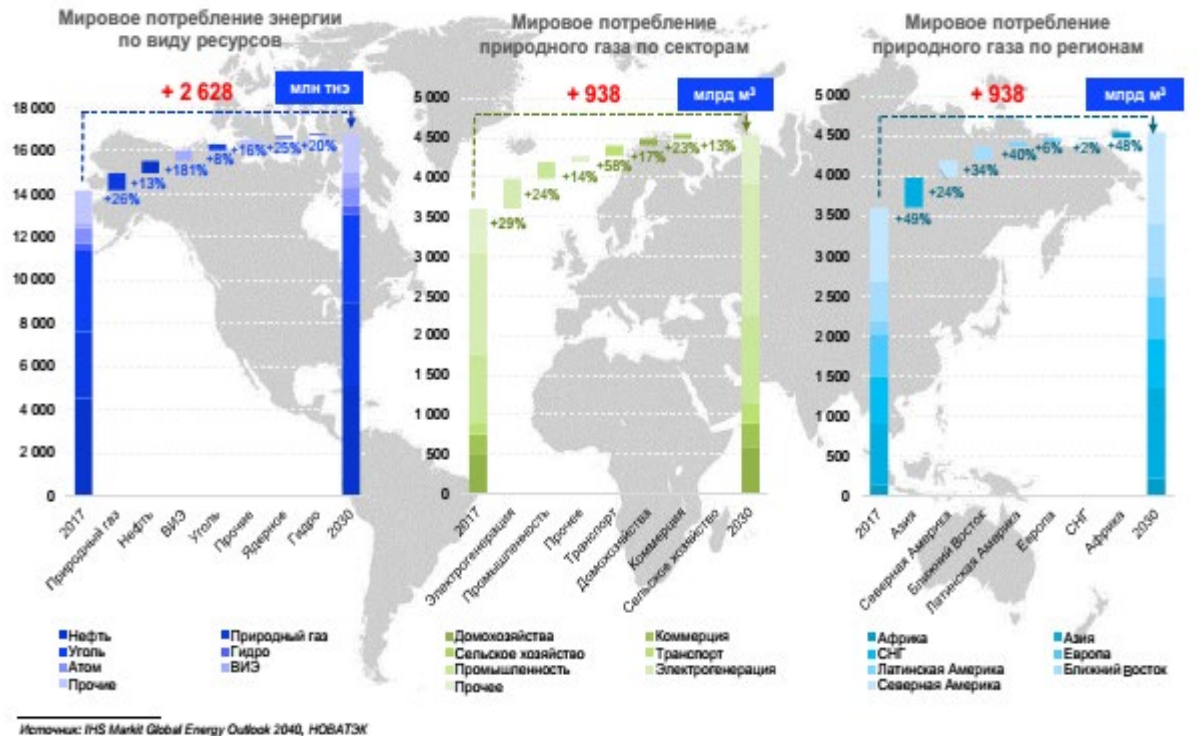 Мировое потребление энергии
по виду ресурсов
+ 2 628
млн тнэ
18 000
16 000
14 000
12 000
10 000
8 000
6 000
4 000
2 000
0
+26%
+13%
+181%
+8%
+16%
+25%
+20%
2017
Природный газ
Нефть
ВИЭ
Уголь
Прочие
Ядерное
Гидро
2030
Нефть
Природный газ
Уголь
Гидро
Атом
ВИЭ
Прочие
Мировое потребление
природного газа по секторам
+ 938
млрд м³
5 000
4 500
4 000
3 500
3 000
2 500
2 000
1 500
1 000
500
0
+29%
+24%
+14%
+58%
+17%
+23%
+13%
2017
Электрогенерация
Промышленность
Прочее
Транспорт
Домохозяйства
Коммерция
Сельское хозяйство
2030
Домохозяйства
Коммерция
Сельское хозяйство
Транспорт
Промышленность
Электрогенерация
Прочее
Мировое потребление
природного газа по регионам
+ 938
млрд м³
5 000
4 500
4 000
3 500
3 000
2 500
2 000
1 500
1 000
500
0
+49%
+24%
+34%
+40%
+6%
+2%
+48%
2017
Азия
Северная Америка
Ближний Восток
Латинская Америка
Европа
СНГ
Африка
2030
Африка
Азия
СНГ
Европа
Латинская Америка
Ближний Восток
Северная Америка
Источник: IHS Markit Global Energy Outlook 2040, НОВАТЭК